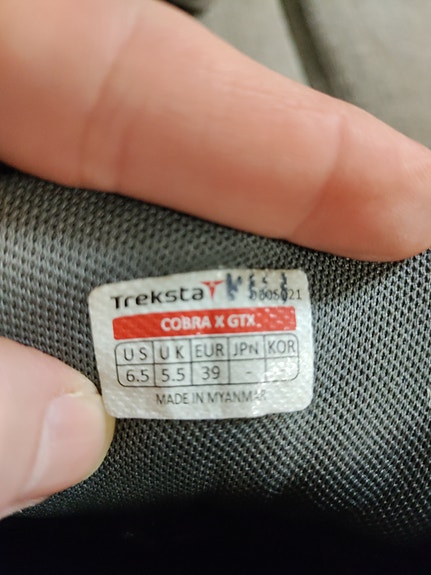 Treksta
COBRA X GTX
US UK EUR JPN KOR
6.5 5.5 39 -
MADE IN MYANMAR